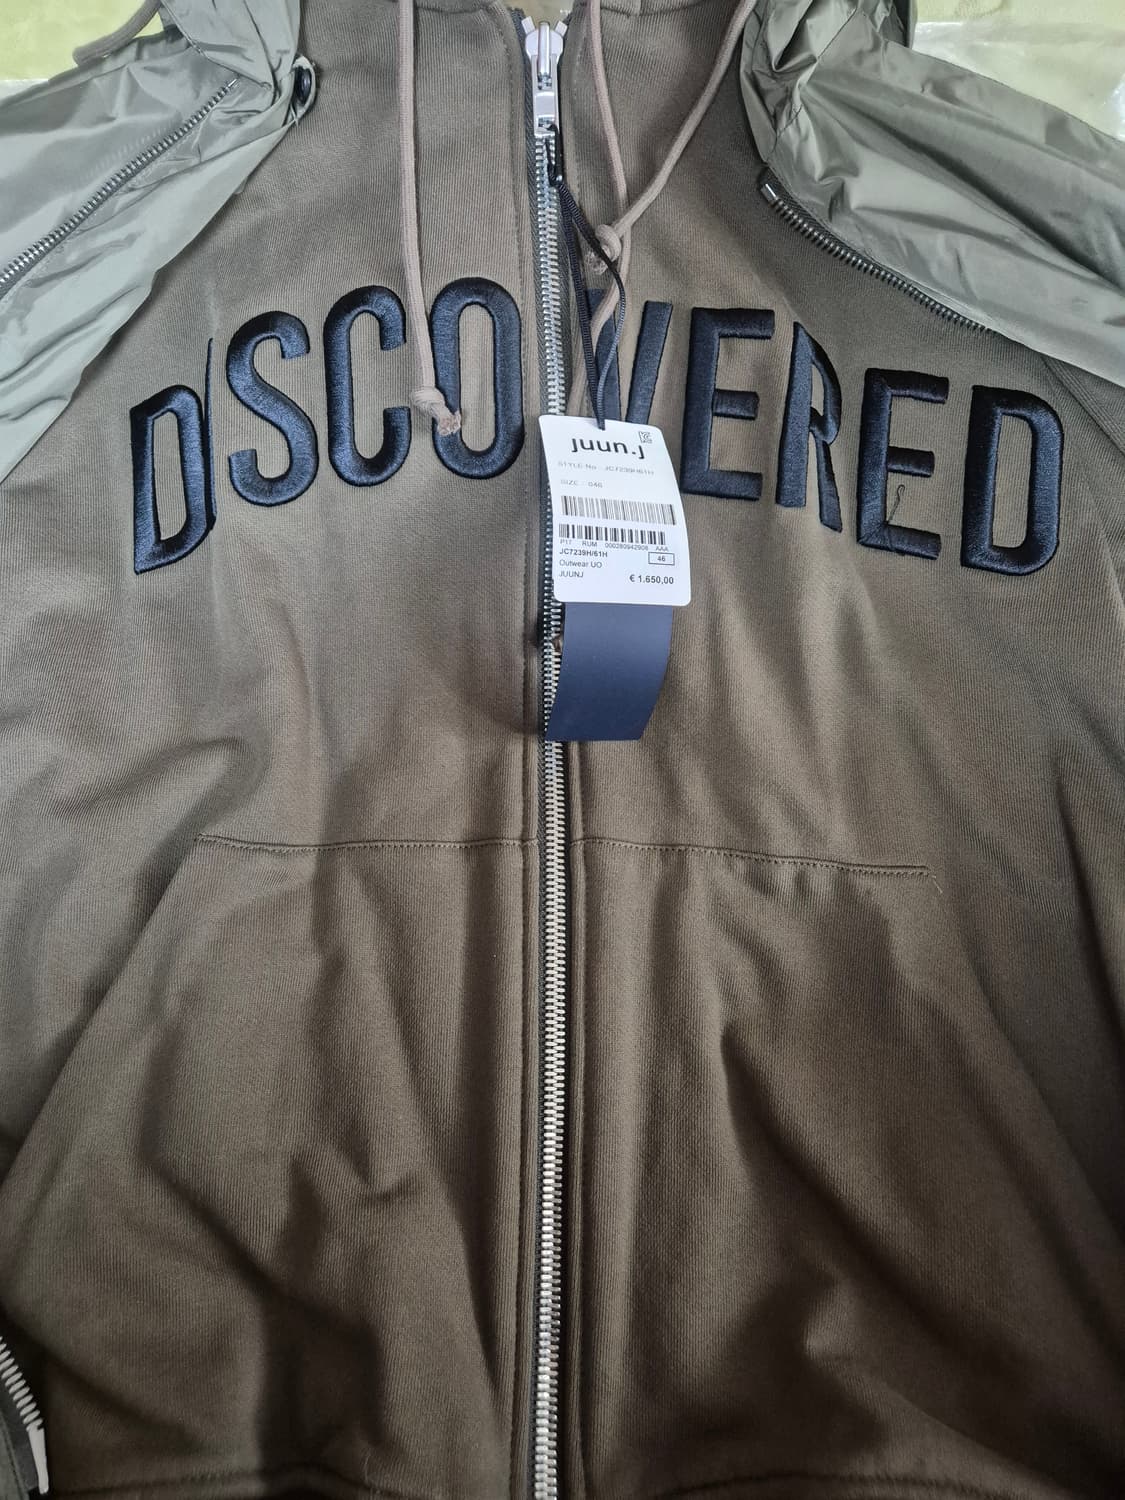 DISCOVERED
juun.j
STYLE No : JC7239H61H
SIZE : 046
P17 RUM 000280942908 AAA
JC7239H/61H 46
Outwear UO
JUUNJ € 1.650,00